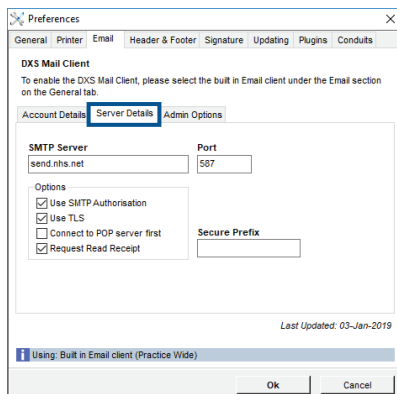 Preferences
General Printer Email Header & Footer Signature Updating Plugins Conduits
DXS Mail Client
To enable the DXS Mail Client, please select the built in Email client under the Email section
on the General tab.
Account Details Server Details Admin Options
SMTP Server Port
send.nhs.net 587
Options
Use SMTP Authorisation
Use TLS
Connect to POP server first
Request Read Receipt
Secure Prefix
Last Updated: 03-Jan-2019
Using: Built in Email client (Practice Wide)
Ok Cancel